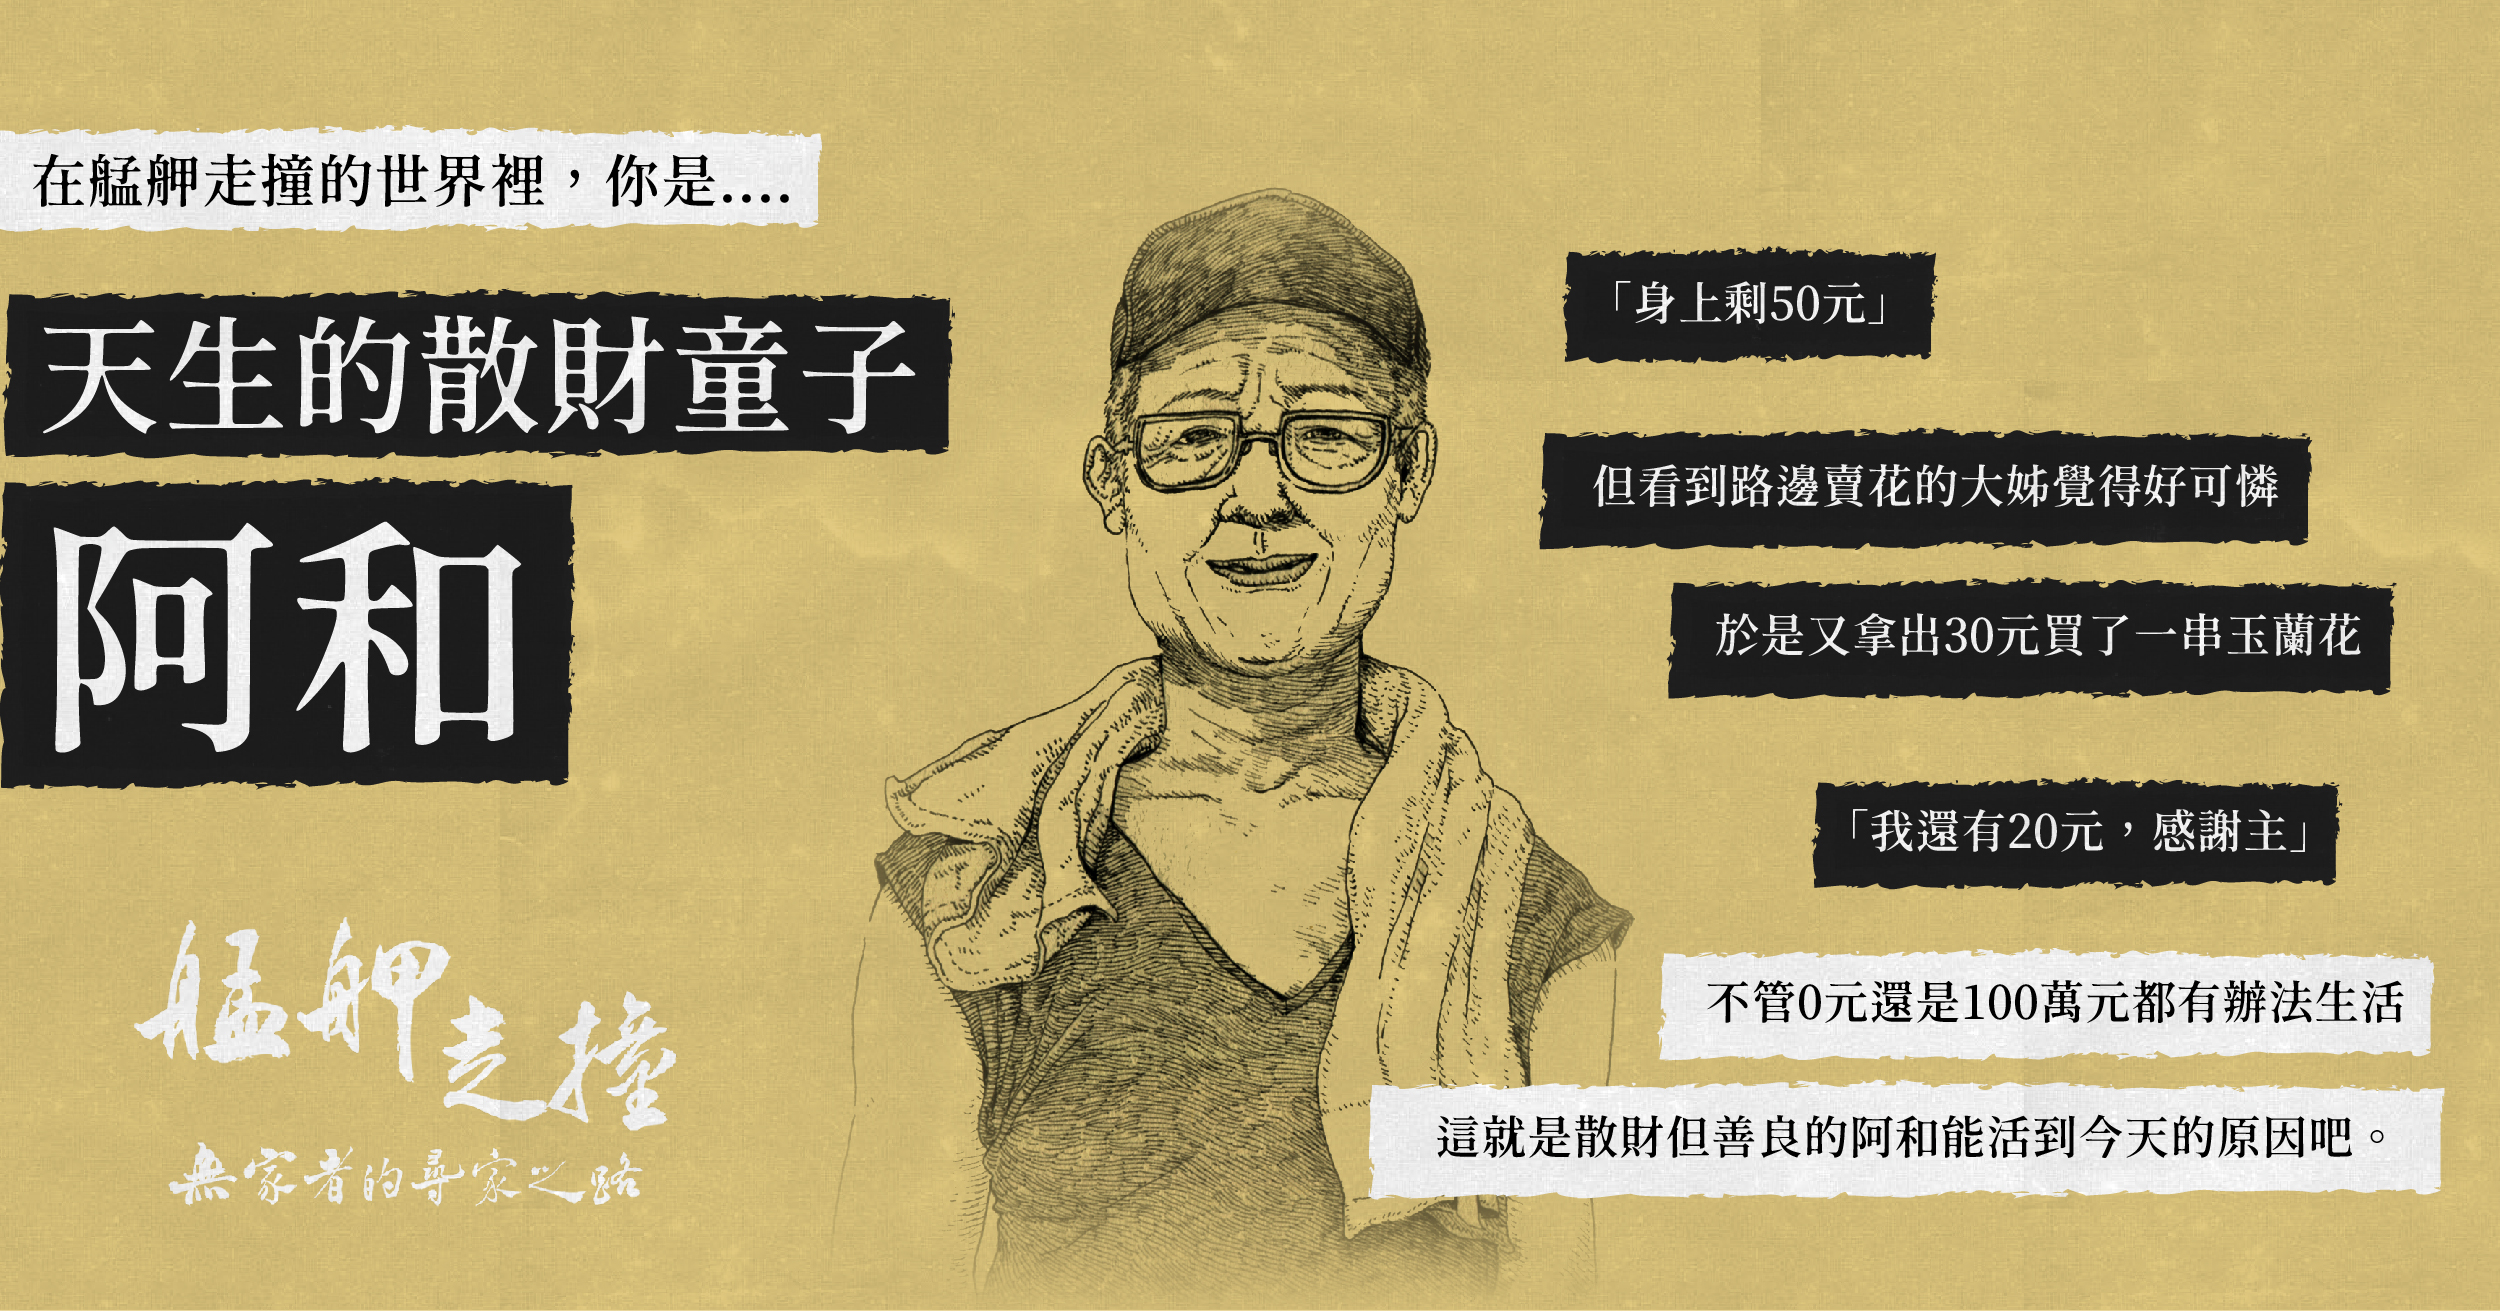 在艋舺走撞的世界裡，你是....
天生的散財童子
阿和
「身上剩50元」
但看到路邊賣花的大姊覺得好可憐
於是又拿出30元買了一串玉蘭花
「我還有20元，感謝主」
不管0元還是100萬元都有辦法生活
這就是散財但善良的阿和能活到今天的原因吧。
艋舺走撞
無家者的尋家之路